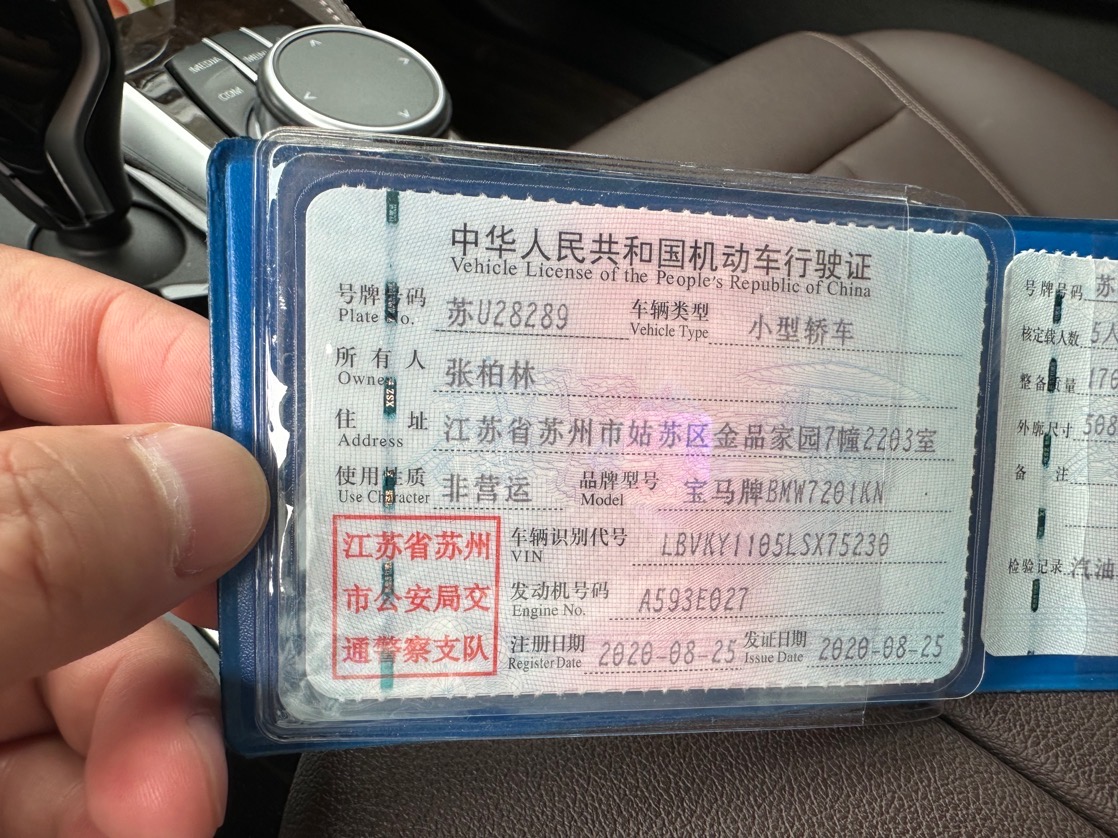 MEDIA
COM
中华人民共和国机动车行驶证
Vehicle License of the People's Republic of China
号牌号码 苏U28289 车辆类型 小型轿车
Plate No. Vehicle Type
所有人 张柏林
Owner
住址 江苏省苏州市姑苏区金品家园7幢2203室
Address
使用性质 非营运 品牌型号 宝马牌BMW7201KN
Use Character Model
江苏省苏州
市公安局交
通警察支队
车辆识别代号 LBVKY1105LSX75230
VIN
发动机号码 A593E027
Engine No.
注册日期 2020-08-25 发证日期 2020-08-25
Register Date Issue Date
ZSX
号牌号码 苏
核定载人数 5人
整备质量
外廓尺寸 508
备注
检验记录 汽油